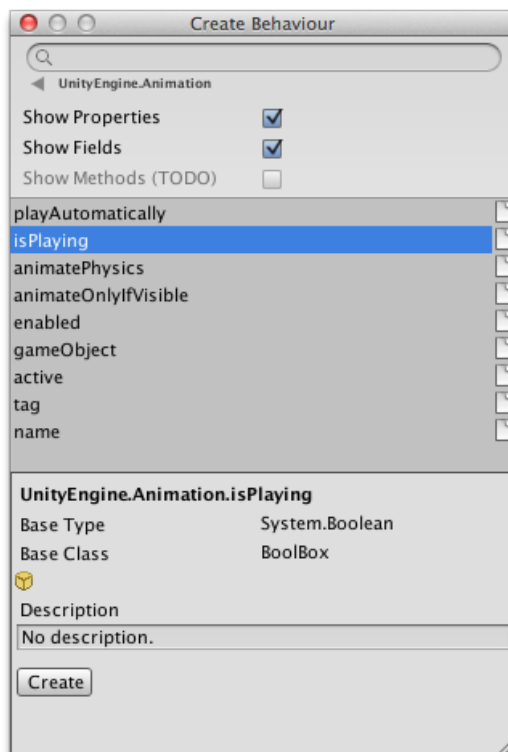 Create Behaviour
UnityEngine.Animation
Show Properties
Show Fields
Show Methods (TODO)
playAutomatically
isPlaying
animatePhysics
animateOnlyIfVisible
enabled
gameObject
active
tag
name
UnityEngine.Animation.isPlaying
Base Type System.Boolean
Base Class BoolBox
Description
No description.
Create